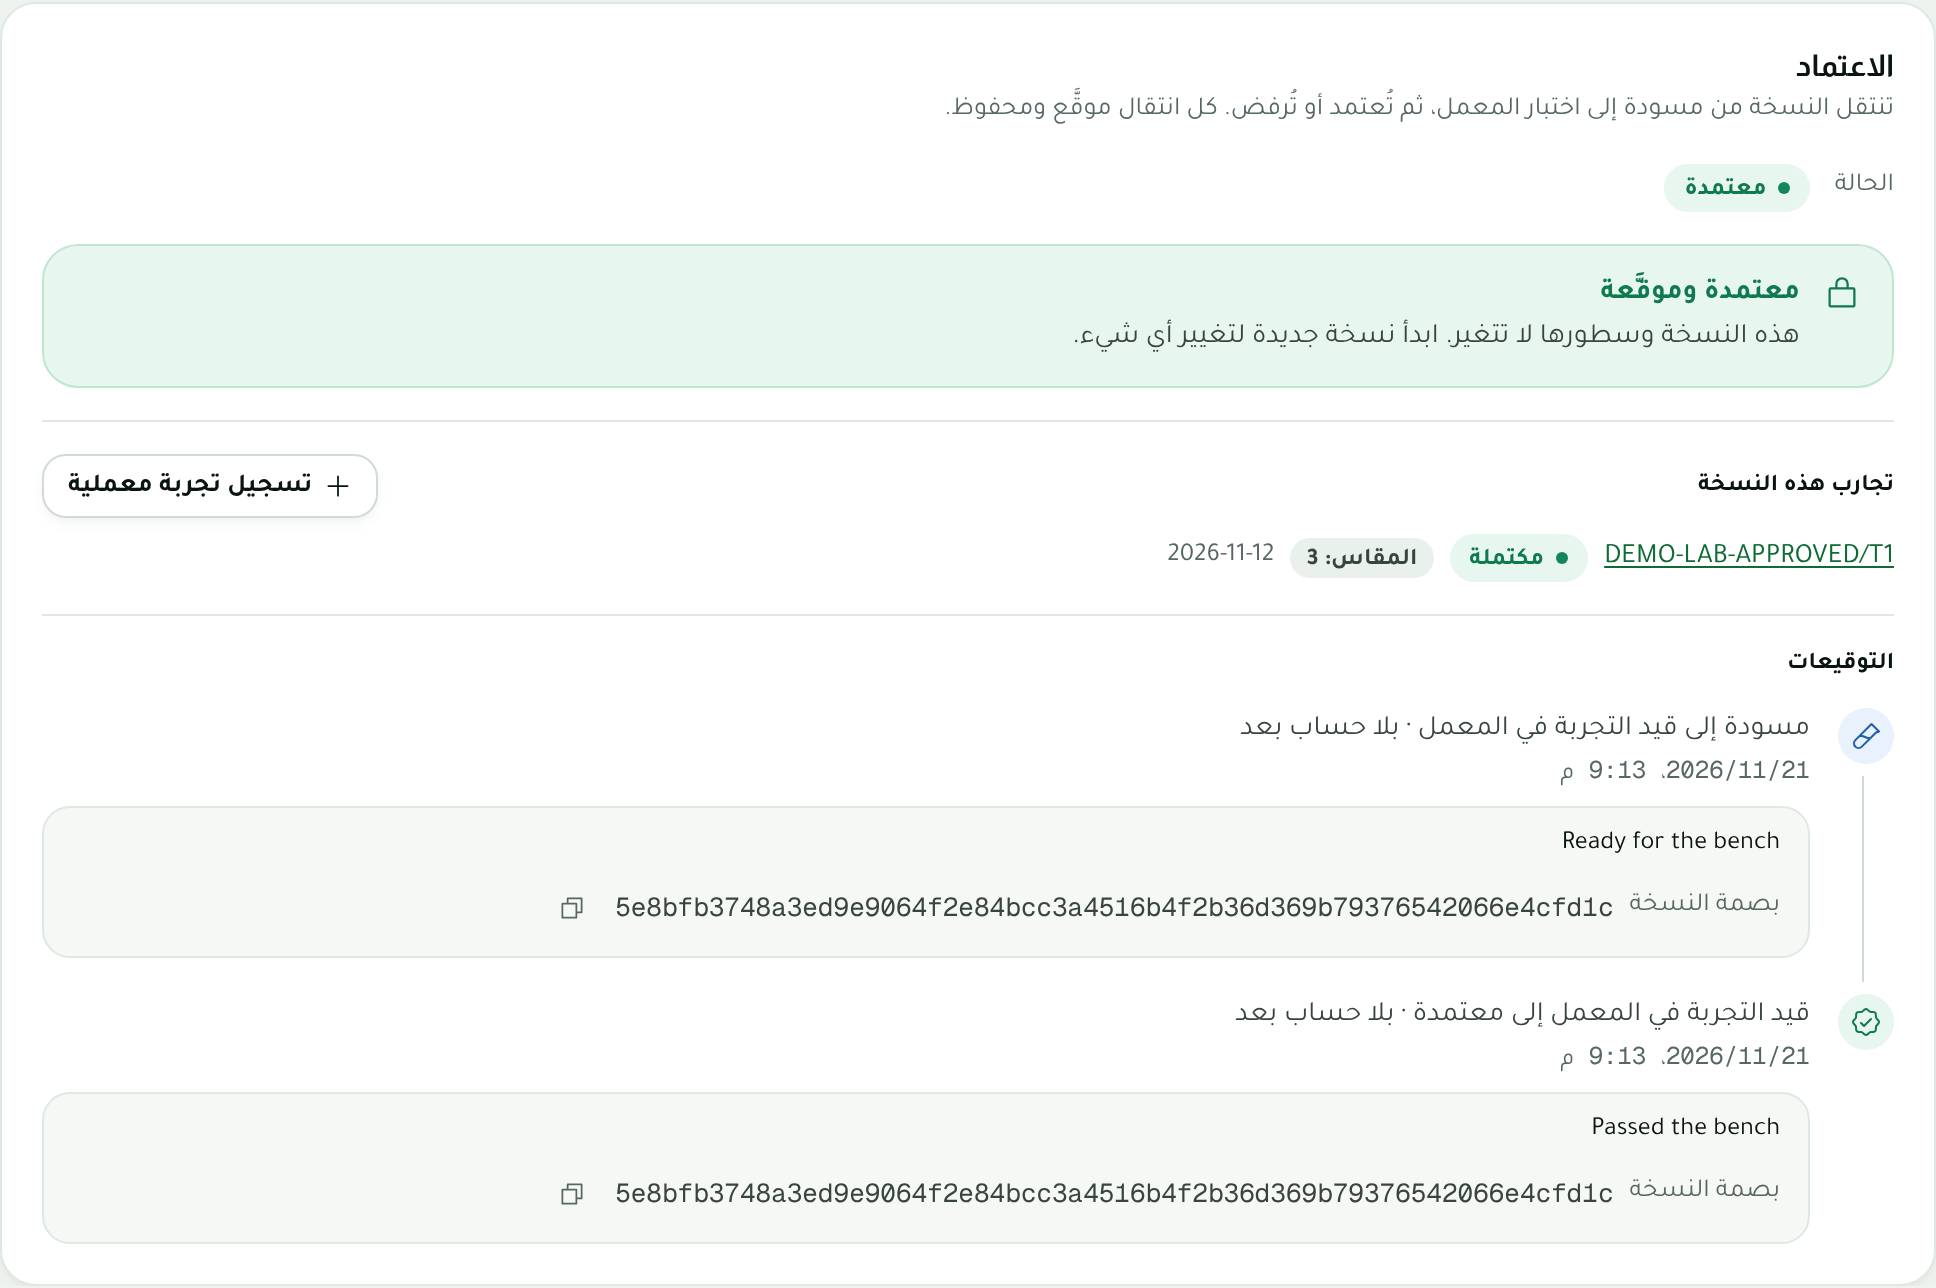 الاعتماد
تنتقل النسخة من مسودة إلى اختبار المعمل، ثم تُعتمد أو تُرفض. كل انتقال موقَّع ومحفوظ.
الحالة معتمدة
معتمدة وموقَّعة
هذه النسخة وسطورها لا تتغير. ابدأ نسخة جديدة لتغيير أي شيء.
تجارب هذه النسخة
تسجيل تجربة معملية
DEMO-LAB-APPROVED/T1 مكتملة المقاس: 3 2026-11-12
التوقيعات
مسودة إلى قيد التجربة في المعمل · بلا حساب بعد
2026/11/21، 9:13 م
Ready for the bench
بصمة النسخة 5e8bfb3748a3ed9e9064f2e84bcc3a4516b4f2b36d369b79376542066e4cfd1c
قيد التجربة في المعمل إلى معتمدة · بلا حساب بعد
2026/11/21، 9:13 م
Passed the bench
بصمة النسخة 5e8bfb3748a3ed9e9064f2e84bcc3a4516b4f2b36d369b79376542066e4cfd1c